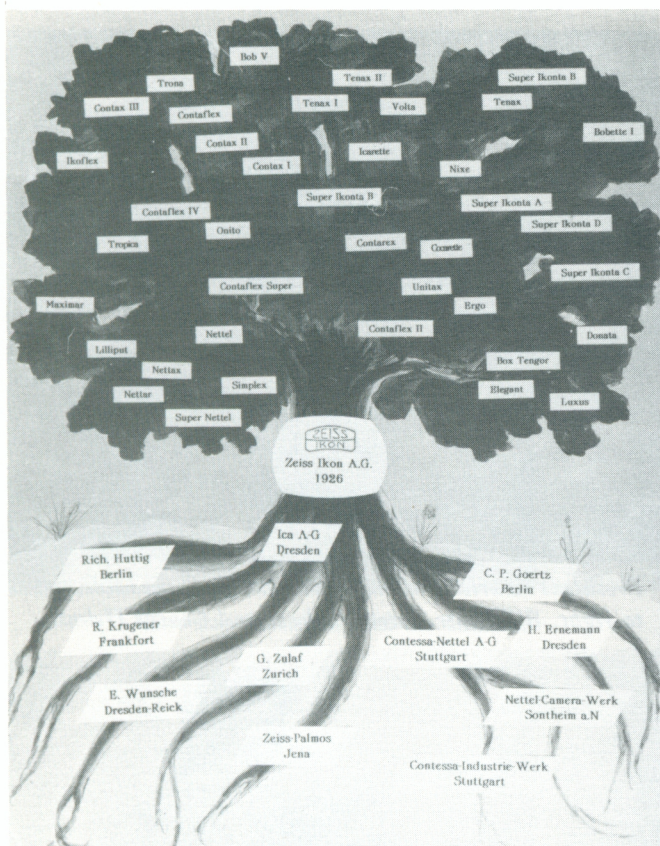 Bob V
Trona
Tenax II
Super Ikonta B
Contax III
Contaflex
Tenax I
Volta
Tenax
Bobette I
Ikoflex
Contax II
Contax I
Icarette
Nixe
Super Ikonta B
Super Ikonta A
Contaflex IV
Onito
Super Ikonta D
Tropica
Contarex
Cocarette
Super Ikonta C
Contaflex Super
Unitax
Maximar
Ergo
Nettel
Contaflex II
Donata
Lilliput
Nettax
Box Tengor
Nettar
Simplex
Elegant
Luxus
Super Nettel
ZEISS
IKON
Zeiss Ikon A.G.
1926
Ica A-G
Dresden
Rich. Huttig
Berlin
C. P. Goertz
Berlin
R. Krugener
Frankfort
Contessa-Nettel A-G
Stuttgart
H. Ernemann
Dresden
G. Zulaf
Zurich
E. Wunsche
Dresden-Reick
Nettel-Camera-Werk
Sontheim a.N
Zeiss-Palmos
Jena
Contessa-Industrie-Werk
Stuttgart